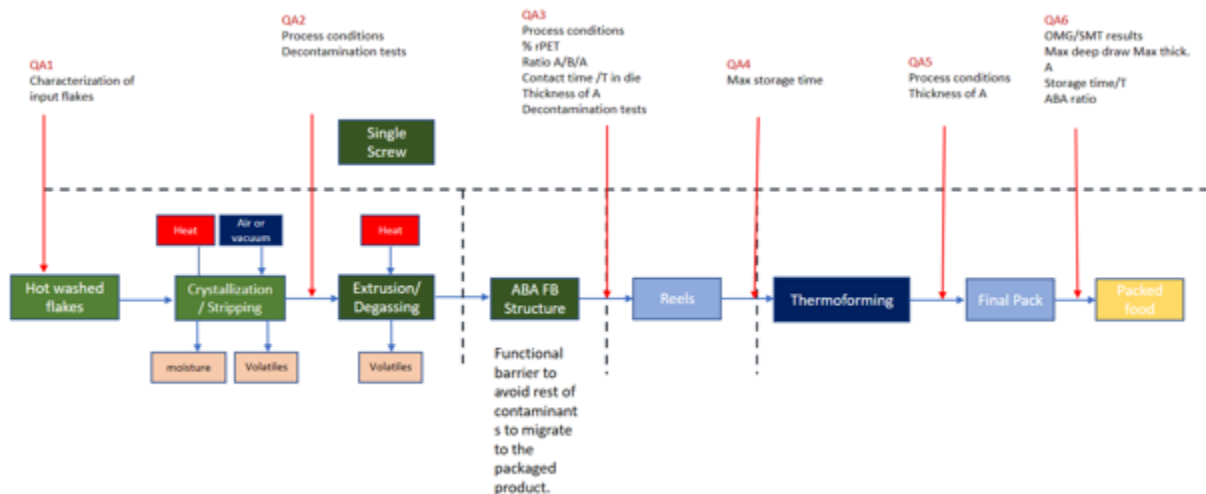 QA1
Characterization of
input flakes
QA2
Process conditions
Decontamination tests
QA3
Process conditions
% rPET
Ratio A/B/A
Contact time /T in die
Thickness of A
Decontamination tests
QA4
Max storage time
QA5
Process conditions
Thickness of A
QA6
OMG/SMT results
Max deep draw Max thick.
A
Storage time/T
ABA ratio
Single
Screw
Heat
Air or
vacuum
Heat
Hot washed
flakes
Crystallization
/ Stripping
Extrusion/
Degassing
ABA FB
Structure
Reels
Thermoforming
Final Pack
Packed
food
moisture
Volatiles
Volatiles
Functional
barrier to
avoid rest of
contaminant
s to migrate
to the
packaged
product.